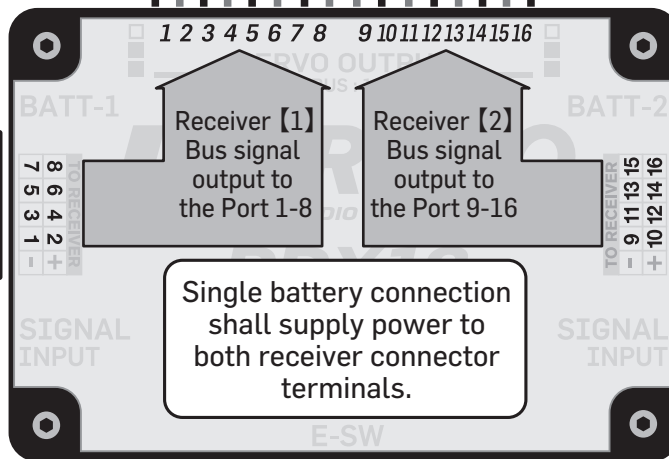 1 2 3 4 5 6 7 8 9 10 11 12 13 14 15 16
BATT-1
BATT-2
Receiver【1】
Bus signal
output to
the Port 1-8
Receiver【2】
Bus signal
output to
the Port 9-16
7 8
5 6
3 4
1 2
- +
TO RECEIVER
TO RECEIVER
15 16
13 14
11 12
9 10
- +
Single battery connection
shall supply power to
both receiver connector
terminals.
SIGNAL
INPUT
SIGNAL
INPUT
E-SW